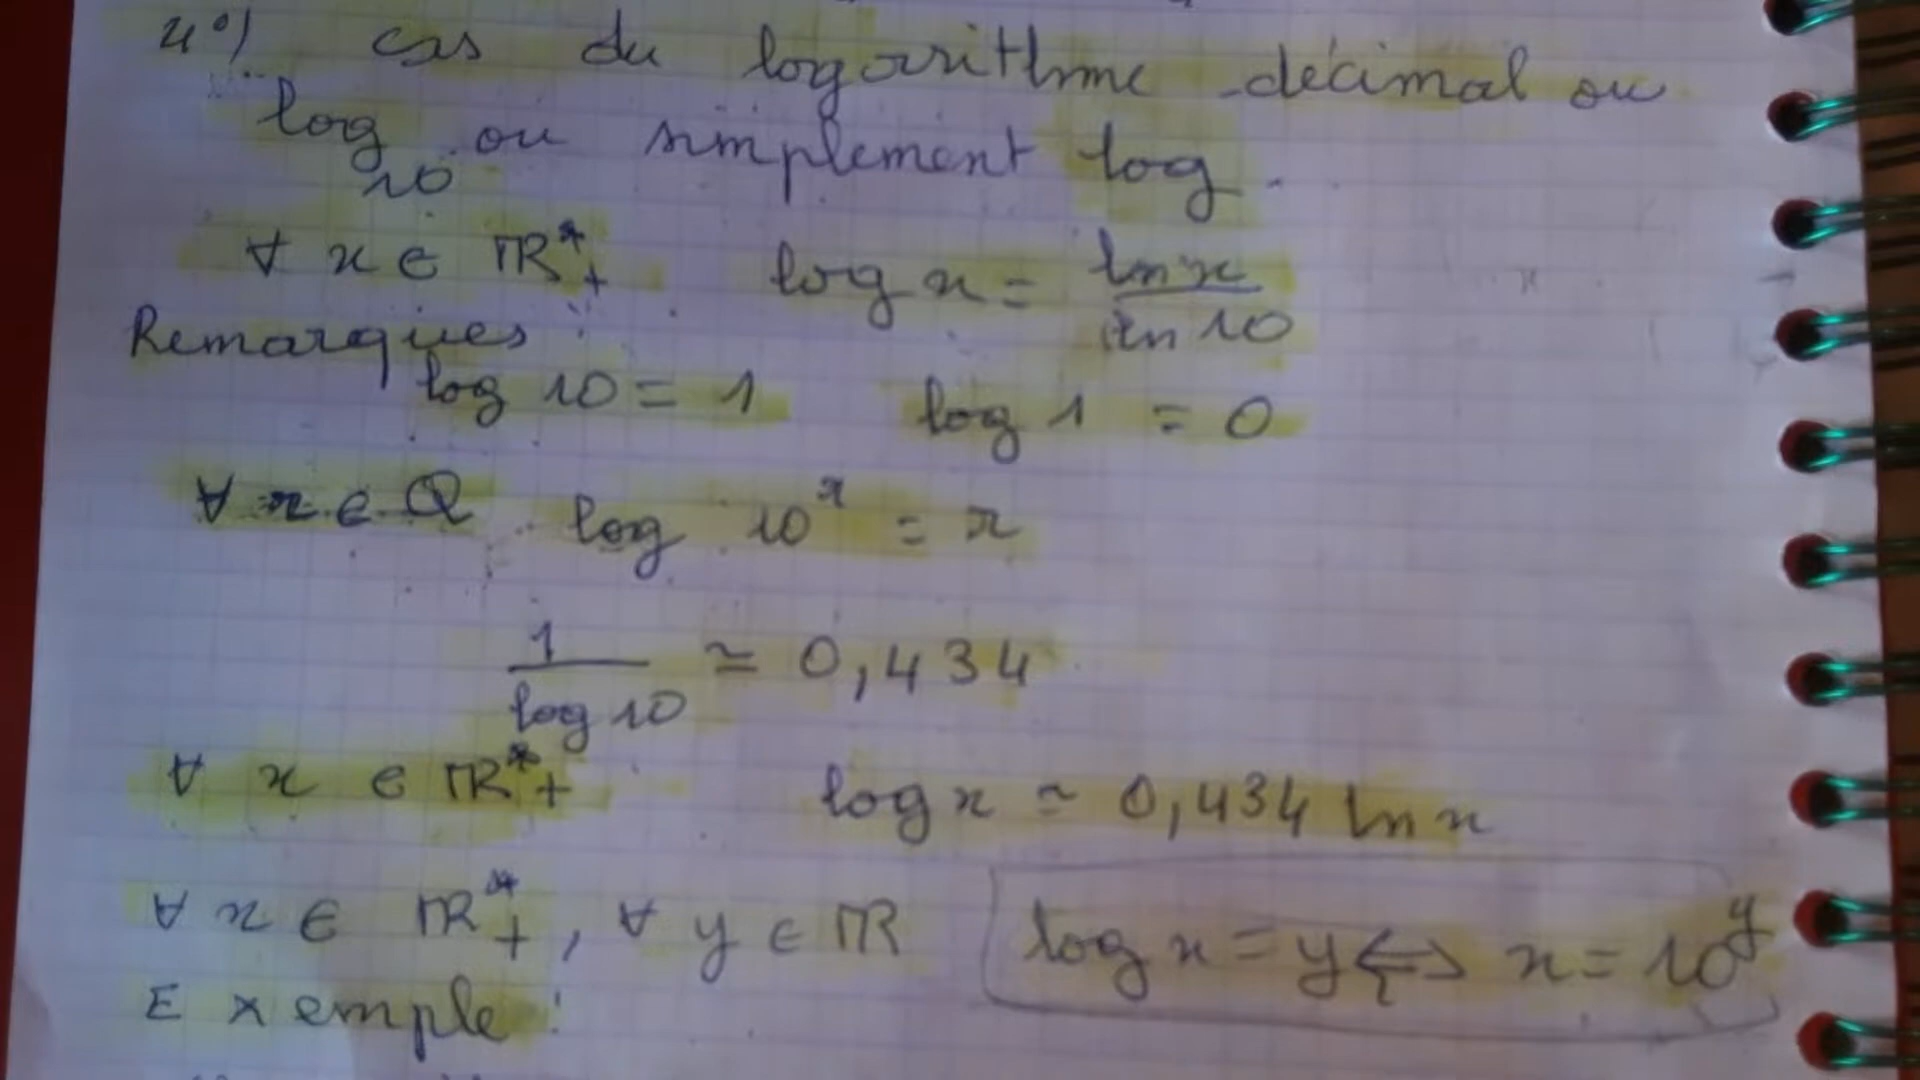 4°) cas du logarithme décimal ou
log₁₀ ou simplement log.
∀ x ∈ ℝ*₊ log x = ln x / ln 10
Remarques :
log 10 = 1 log 1 = 0
∀ r ∈ Q log 10^r = r
1 / log 10 ≃ 0,434
∀ x ∈ ℝ*₊ log x ≃ 0,434 ln x
∀ x ∈ ℝ*₊, ∀ y ∈ ℝ log x = y ⟺ x = 10^y
Exemple :